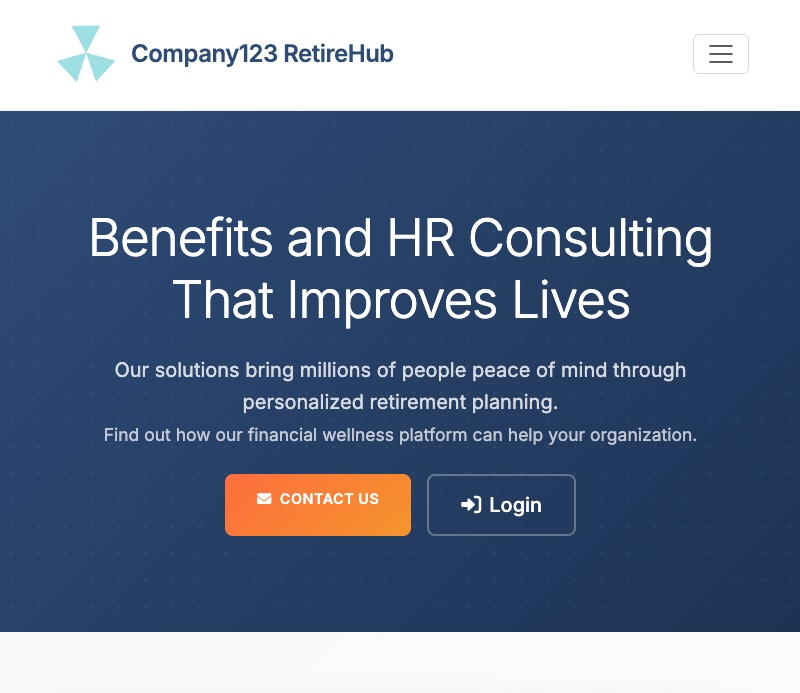 Company123 RetireHub
Benefits and HR Consulting
That Improves Lives
Our solutions bring millions of people peace of mind through
personalized retirement planning.
Find out how our financial wellness platform can help your organization.
CONTACT US
Login